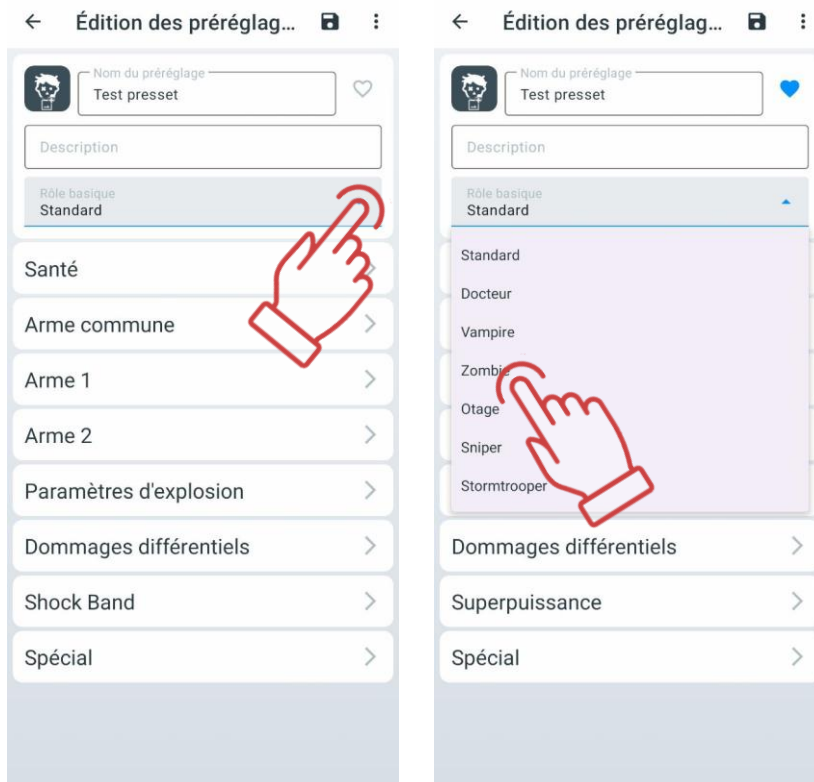 Édition des préréglag...
Nom du préréglage
Test presset
Description
Rôle basique
Standard
Santé
Arme commune
Arme 1
Arme 2
Paramètres d'explosion
Dommages différentiels
Shock Band
Spécial
Édition des préréglag...
Nom du préréglage
Test presset
Description
Rôle basique
Standard
Standard
Docteur
Vampire
Zombie
Otage
Sniper
Stormtrooper
Dommages différentiels
Superpuissance
Spécial